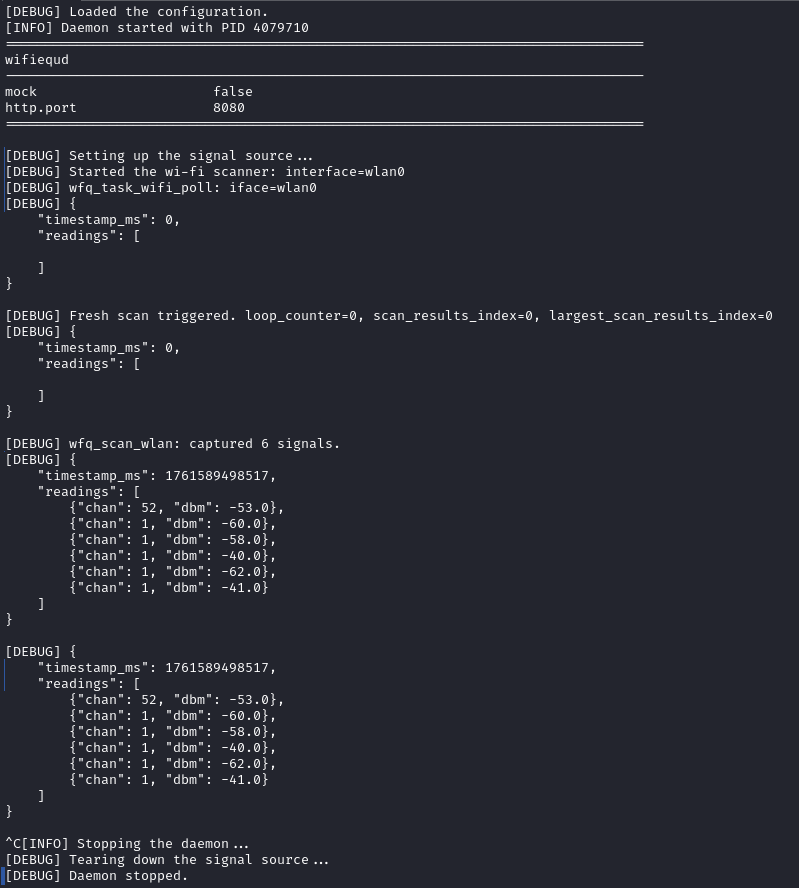 [DEBUG] Loaded the configuration.
[INFO] Daemon started with PID 4079710
wifiequd
mock                  false
http.port             8080
[DEBUG] Setting up the signal source...
[DEBUG] Started the wi-fi scanner: interface=wlan0
[DEBUG] wfq_task_wifi_poll: iface=wlan0
[DEBUG] {
    "timestamp_ms": 0,
    "readings": [
    ]
}
[DEBUG] Fresh scan triggered. loop_counter=0, scan_results_index=0, largest_scan_results_index=0
[DEBUG] {
    "timestamp_ms": 0,
    "readings": [
    ]
}
[DEBUG] wfq_scan_wlan: captured 6 signals.
[DEBUG] {
    "timestamp_ms": 1761589498517,
    "readings": [
        {"chan": 52, "dbm": -53.0},
        {"chan": 1, "dbm": -60.0},
        {"chan": 1, "dbm": -58.0},
        {"chan": 1, "dbm": -40.0},
        {"chan": 1, "dbm": -62.0},
        {"chan": 1, "dbm": -41.0}
    ]
}
[DEBUG] {
    "timestamp_ms": 1761589498517,
    "readings": [
        {"chan": 52, "dbm": -53.0},
        {"chan": 1, "dbm": -60.0},
        {"chan": 1, "dbm": -58.0},
        {"chan": 1, "dbm": -40.0},
        {"chan": 1, "dbm": -62.0},
        {"chan": 1, "dbm": -41.0}
    ]
}
^C[INFO] Stopping the daemon...
[DEBUG] Tearing down the signal source...
[DEBUG] Daemon stopped.